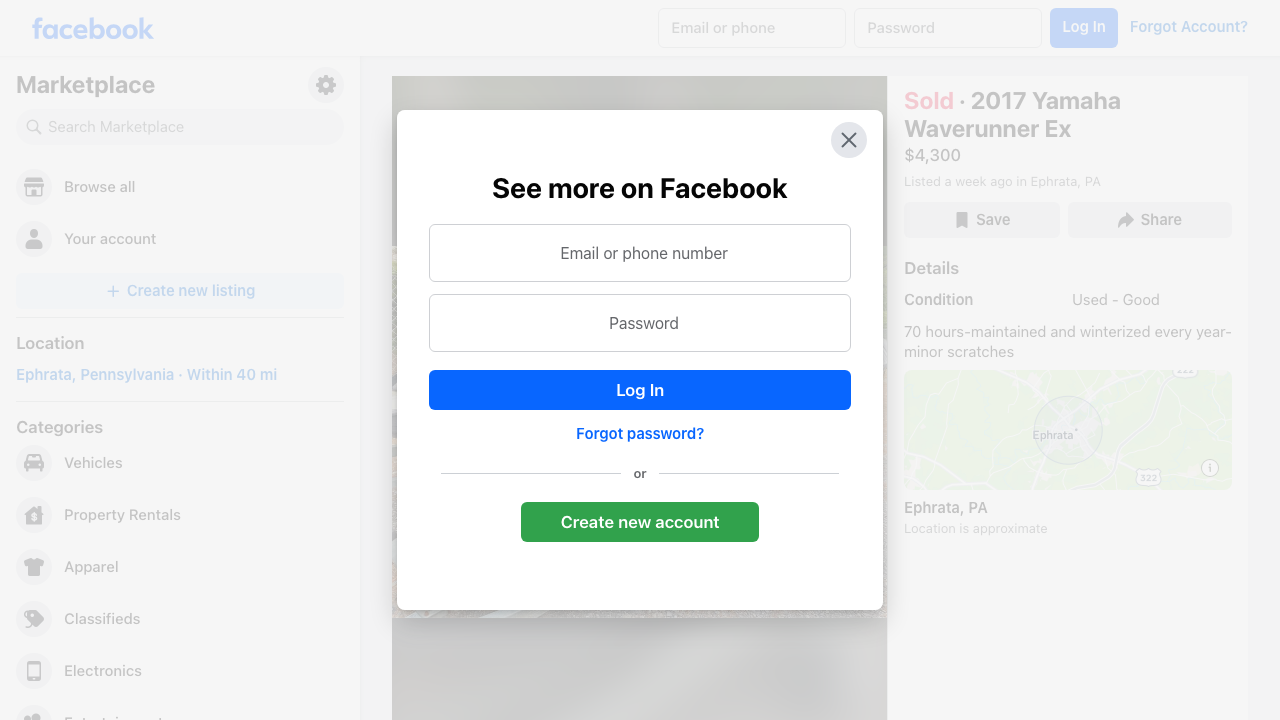 facebook
Email or phone
Password
Log In
Forgot Account?
Marketplace
Search Marketplace
Browse all
Your account
Create new listing
Location
Ephrata, Pennsylvania · Within 40 mi
Categories
Vehicles
Property Rentals
Apparel
Classifieds
Electronics
See more on Facebook
Email or phone number
Password
Log In
Forgot password?
or
Create new account
Sold · 2017 Yamaha
Waverunner Ex
$4,300
Listed a week ago in Ephrata, PA
Save
Share
Details
Condition
Used - Good
70 hours-maintained and winterized every year-
minor scratches
Ephrata
322
Ephrata, PA
Location is approximate